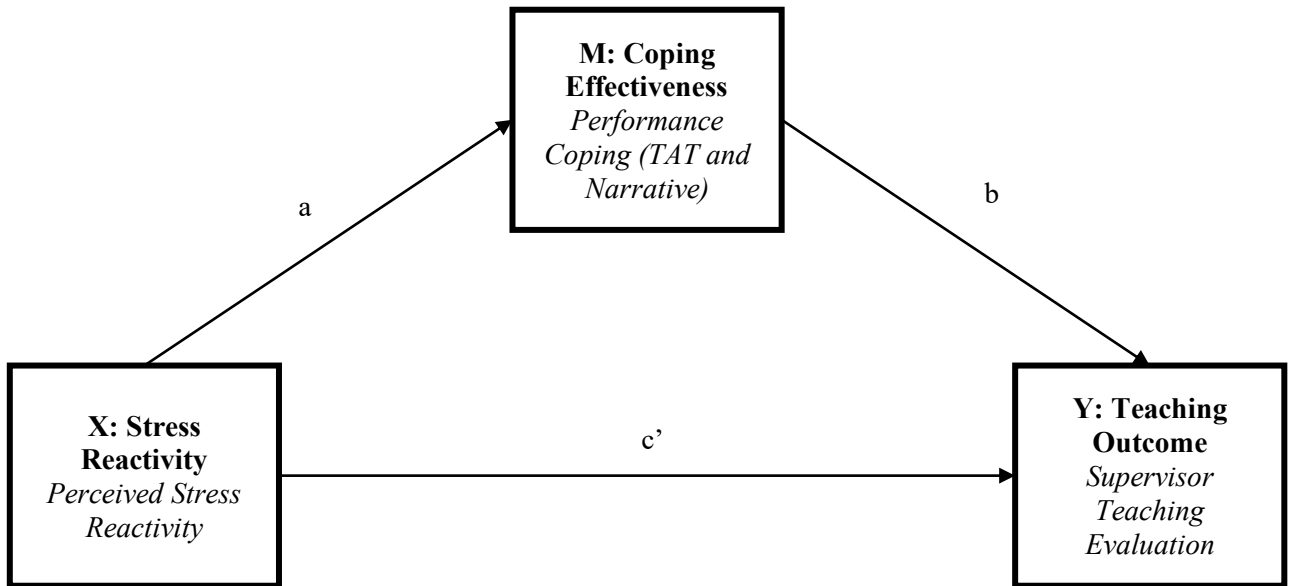 M: Coping
Effectiveness
Performance
Coping (TAT and
Narrative)
a
b
X: Stress
Reactivity
Perceived Stress
Reactivity
c’
Y: Teaching
Outcome
Supervisor
Teaching
Evaluation